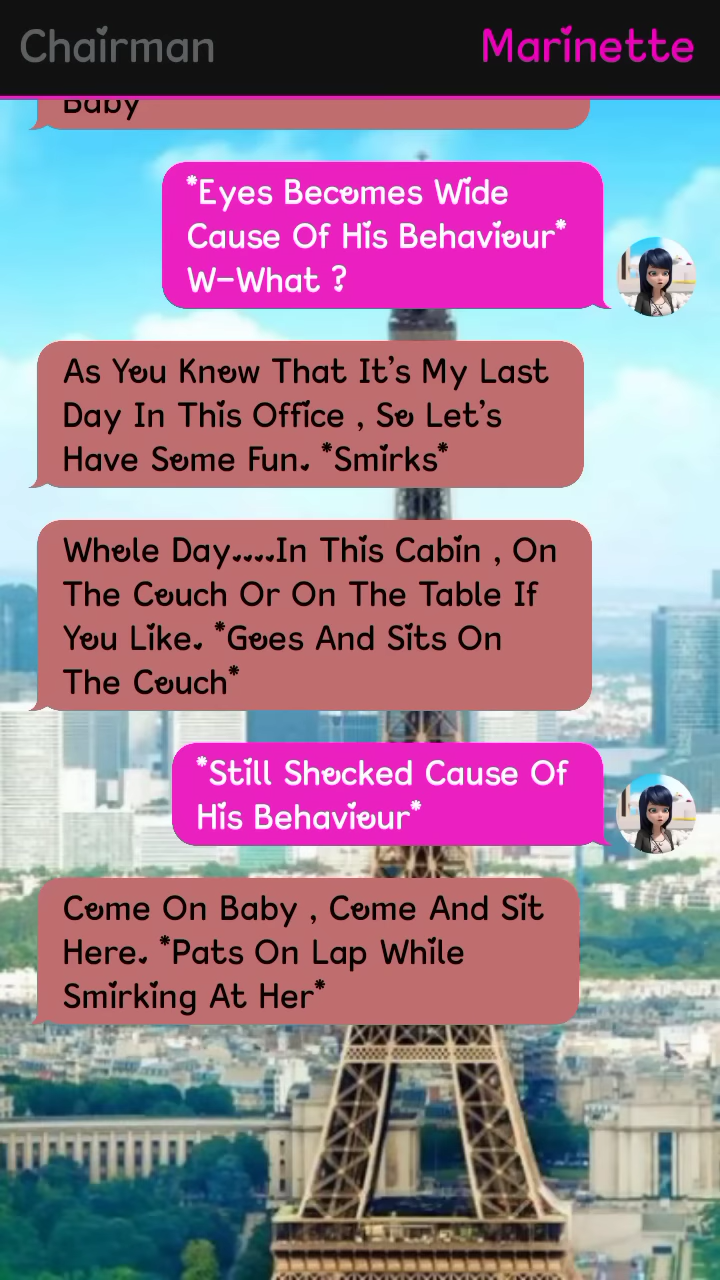 Chairman
Marinette
Baby
*Eyes Becomes Wide
Cause Of His Behaviour*
W-What ?
As You Know That It's My Last
Day In This Office , So Let's
Have Some Fun. *Smirks*
Whole Day....In This Cabin , On
The Couch Or On The Table If
You Like. *Goes And Sits On
The Couch*
*Still Shocked Cause Of
His Behaviour*
Come On Baby , Come And Sit
Here. *Pats On Lap While
Smirking At Her*